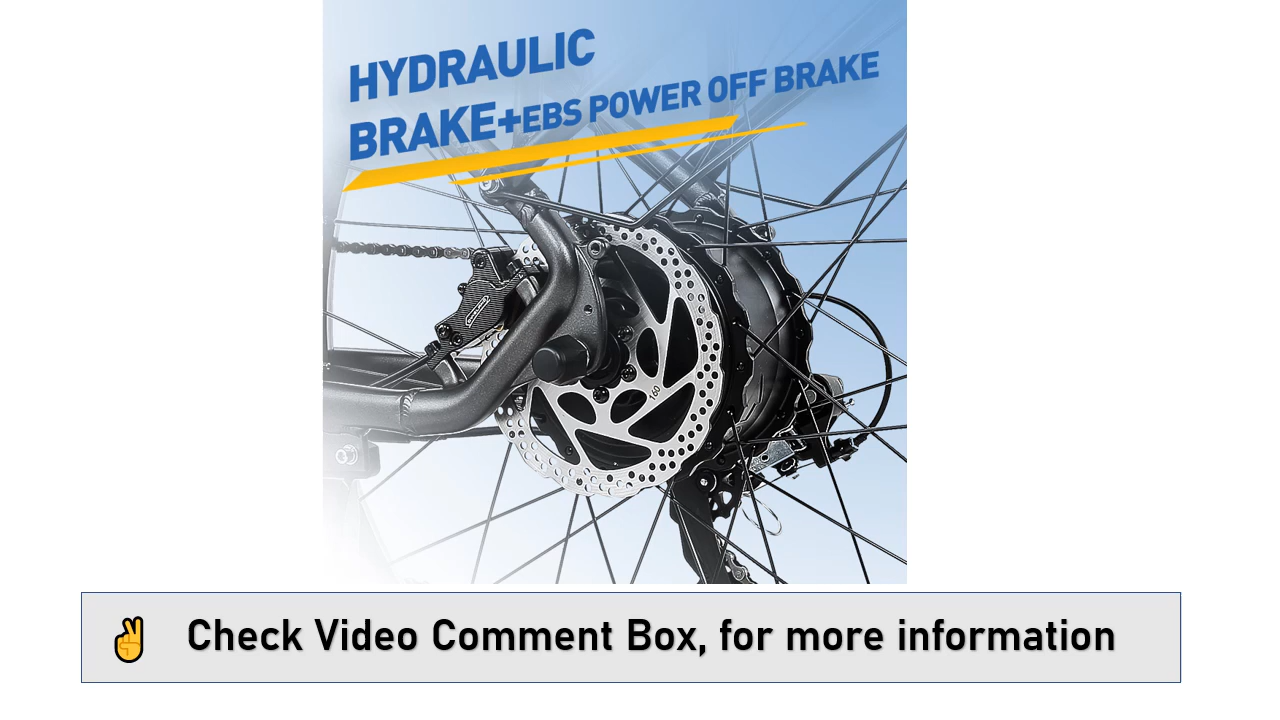 HYDRAULIC
BRAKE+EBS POWER OFF BRAKE
160
Check Video Comment Box, for more information